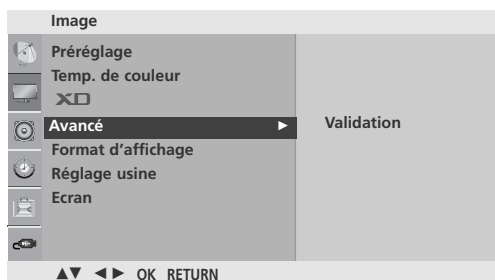 Image
Préréglage
Temp. de couleur
XD
Avancé ► Validation
Format d'affichage
Réglage usine
Ecran
▲▼ ◄► OK RETURN